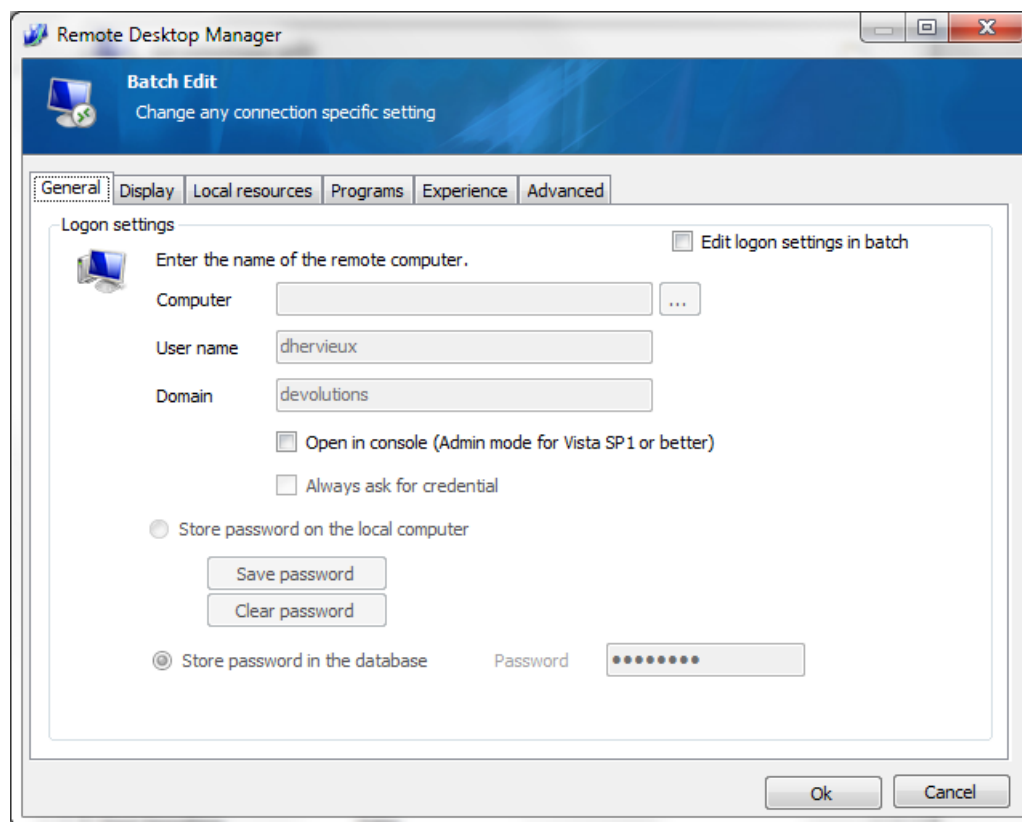 Remote Desktop Manager
Batch Edit
Change any connection specific setting
General Display Local resources Programs Experience Advanced
Logon settings
Edit logon settings in batch
Enter the name of the remote computer.
Computer ...
User name dhervieux
Domain devolutions
Open in console (Admin mode for Vista SP1 or better)
Always ask for credential
Store password on the local computer
Save password
Clear password
Store password in the database Password ●●●●●●●●
Ok Cancel